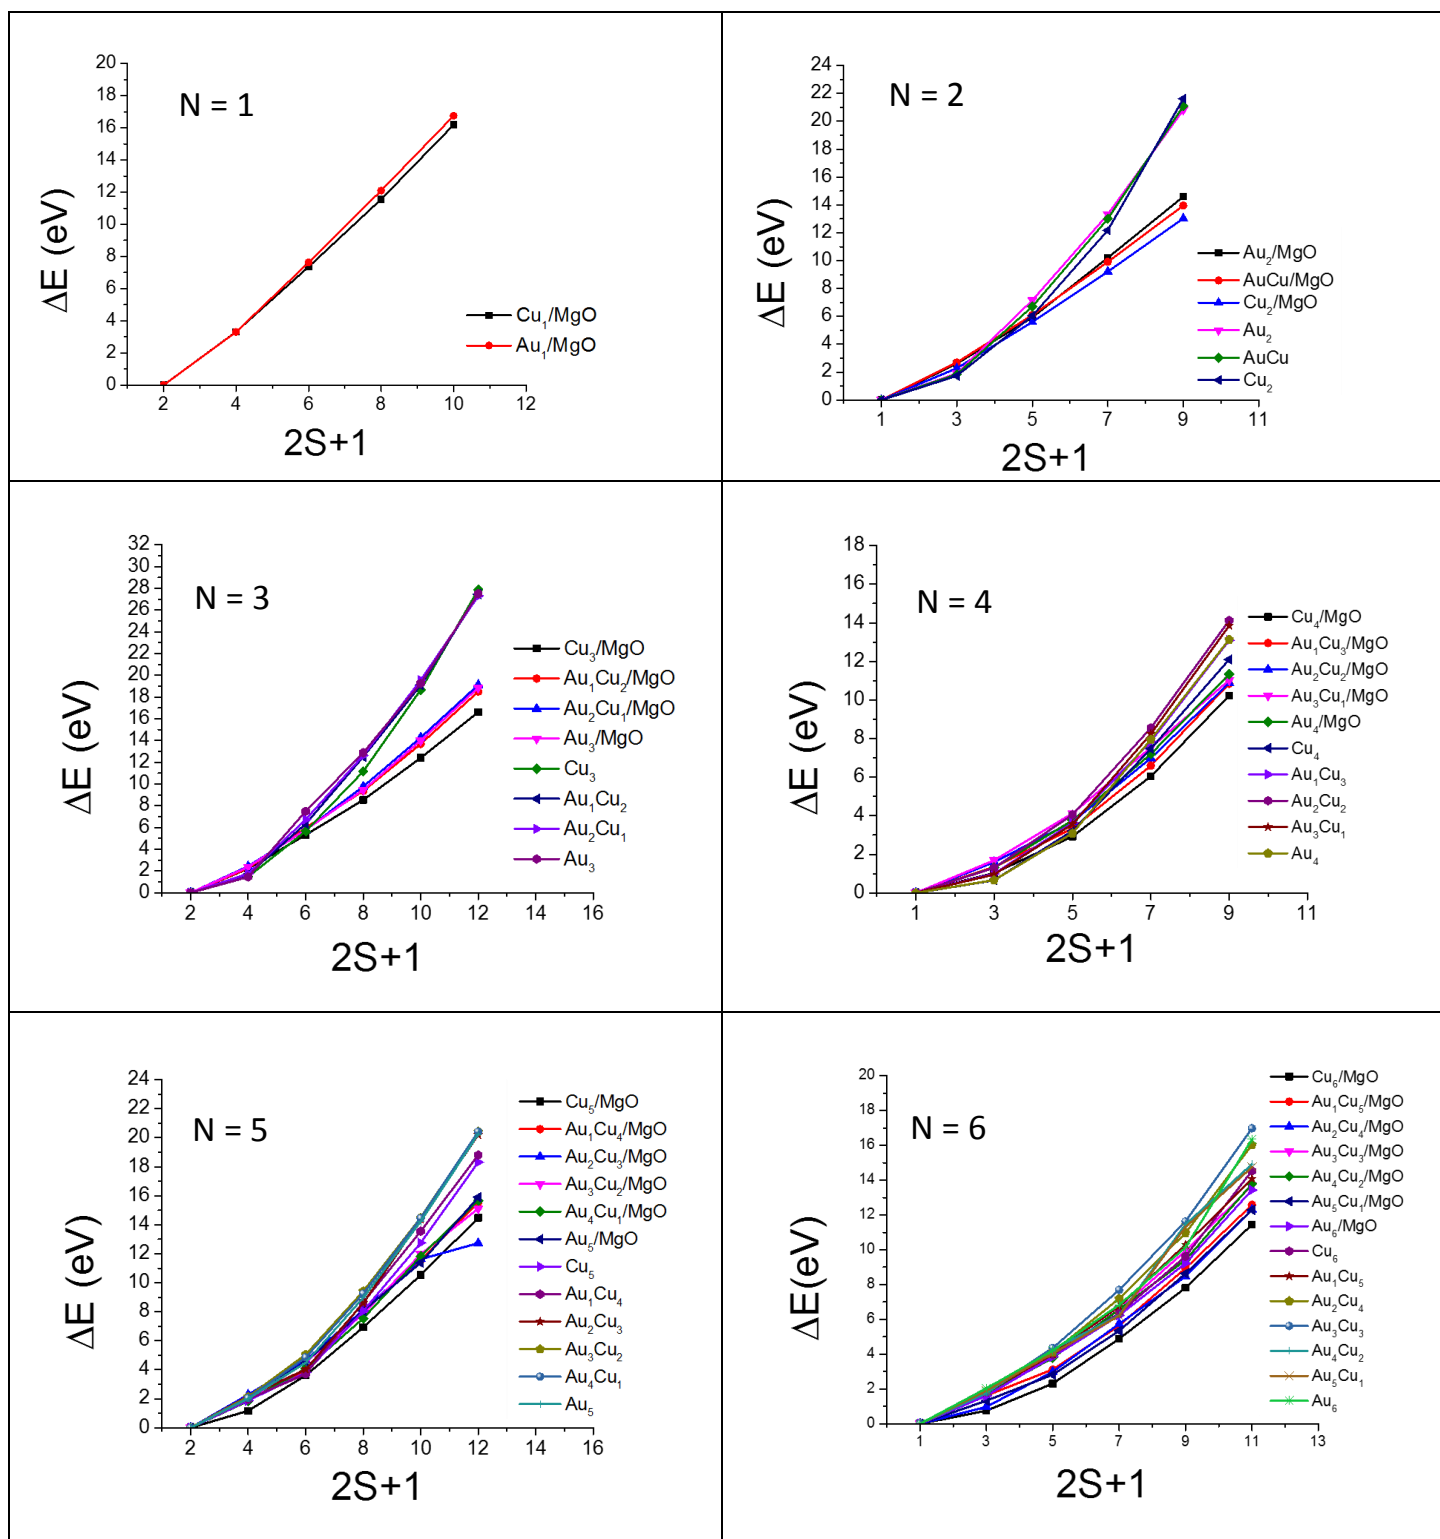 N = 1
ΔE (eV)
20
18
16
14
12
10
8
6
4
2
0
2 4 6 8 10 12
2S+1
Cu₁/MgO
Au₁/MgO
N = 2
ΔE (eV)
24
22
20
18
16
14
12
10
8
6
4
2
0
1 3 5 7 9 11
2S+1
Au₂/MgO
AuCu/MgO
Cu₂/MgO
Au₂
AuCu
Cu₂
N = 3
ΔE (eV)
32
30
28
26
24
22
20
18
16
14
12
10
8
6
4
2
0
2 4 6 8 10 12 14 16
2S+1
Cu₃/MgO
Au₁Cu₂/MgO
Au₂Cu₁/MgO
Au₃/MgO
Cu₃
Au₁Cu₂
Au₂Cu₁
Au₃
N = 4
ΔE (eV)
18
16
14
12
10
8
6
4
2
0
1 3 5 7 9 11
2S+1
Cu₄/MgO
Au₁Cu₃/MgO
Au₂Cu₂/MgO
Au₃Cu₁/MgO
Au₄/MgO
Cu₄
Au₁Cu₃
Au₂Cu₂
Au₃Cu₁
Au₄
N = 5
ΔE (eV)
24
22
20
18
16
14
12
10
8
6
4
2
0
2 4 6 8 10 12 14 16
2S+1
Cu₅/MgO
Au₁Cu₄/MgO
Au₂Cu₃/MgO
Au₃Cu₂/MgO
Au₄Cu₁/MgO
Au₅/MgO
Cu₅
Au₁Cu₄
Au₂Cu₃
Au₃Cu₂
Au₄Cu₁
Au₅
N = 6
ΔE(eV)
20
18
16
14
12
10
8
6
4
2
0
1 3 5 7 9 11 13
2S+1
Cu₆/MgO
Au₁Cu₅/MgO
Au₂Cu₄/MgO
Au₃Cu₃/MgO
Au₄Cu₂/MgO
Au₅Cu₁/MgO
Au₆/MgO
Cu₆
Au₁Cu₅
Au₂Cu₄
Au₃Cu₃
Au₄Cu₂
Au₅Cu₁
Au₆